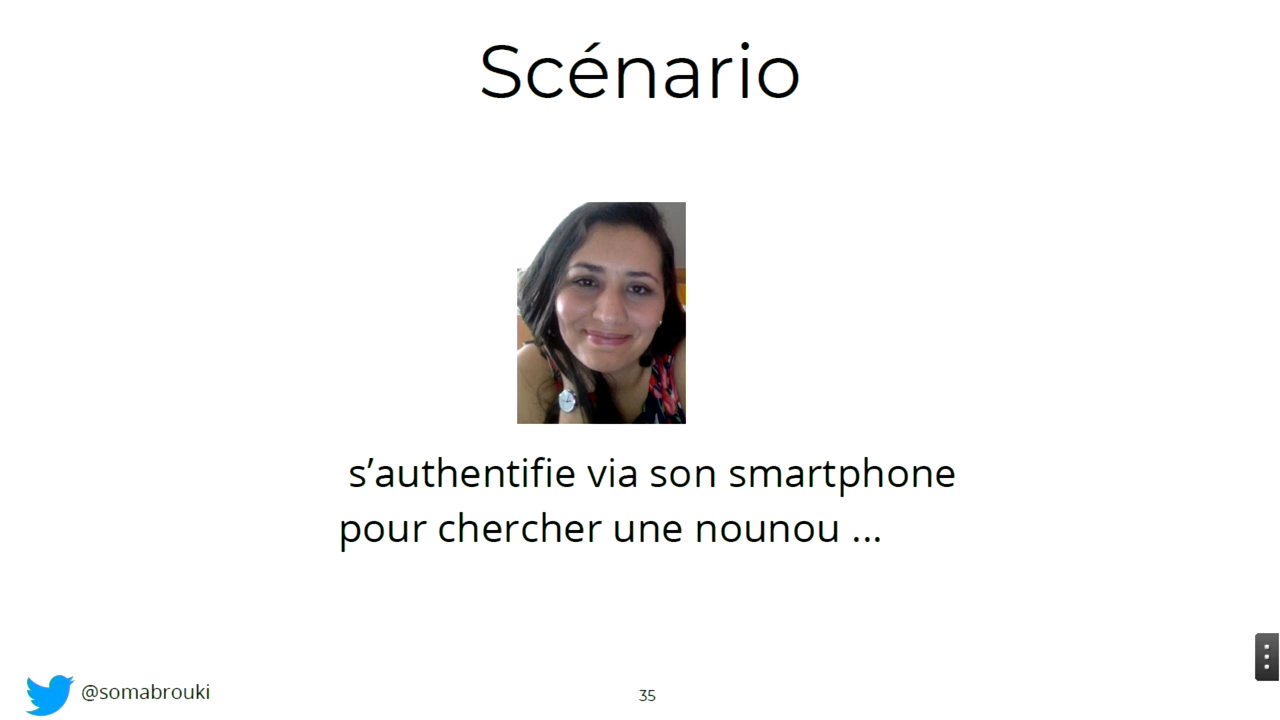 Scénario
s’authentifie via son smartphone
pour chercher une nounou ...
@somabrouki
35